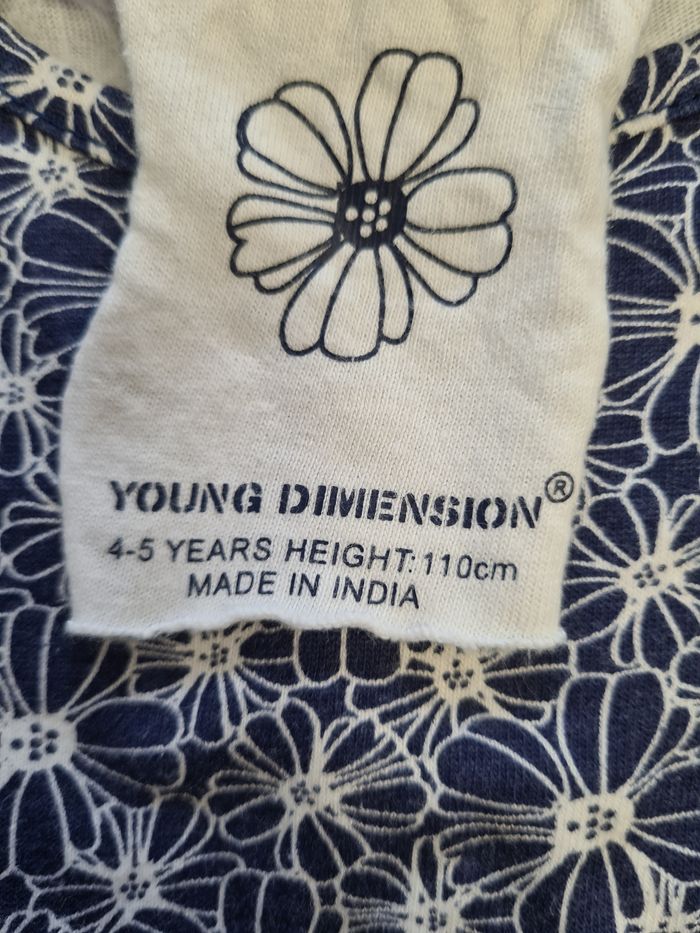 YOUNG DIMENSION®
4-5 YEARS HEIGHT: 110cm
MADE IN INDIA